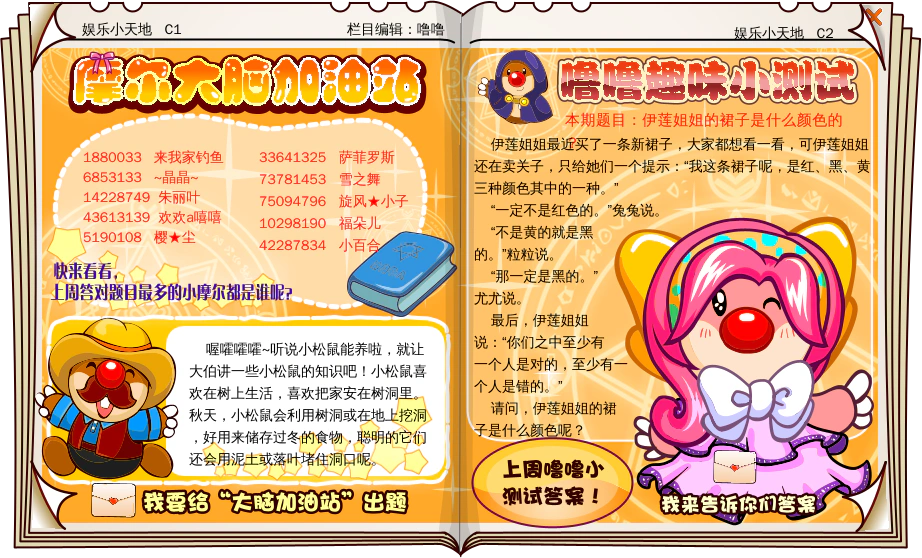 娱乐小天地 C1
栏目编辑：噜噜
摩尔大脑加油站
1880033 来我家钓鱼
6853133 ~晶晶~
14228749 朱丽叶
43613139 欢欢a嘻嘻
5190108 樱★尘
33641325 萨菲罗斯
73781453 雪之舞
75094796 旋风★小子
10298190 福朵儿
42287834 小百合
快来看看，
上周答对题目最多的小摩尔都是谁呢？
喔嚯嚯嚯~听说小松鼠能养啦，就让
大伯讲一些小松鼠的知识吧！小松鼠喜
欢在树上生活，喜欢把家安在树洞里。
秋天，小松鼠会利用树洞或在地上挖洞
，好用来储存过冬的食物，聪明的它们
还会用泥土或落叶堵住洞口呢。
我要给“大脑加油站”出题
娱乐小天地 C2
噜噜趣味小测试
本期题目：伊莲姐姐的裙子是什么颜色的
伊莲姐姐最近买了一条新裙子，大家都想看一看，可伊莲姐姐
还在卖关子，只给她们一个提示：“我这条裙子呢，是红、黑、黄
三种颜色其中的一种。”
“一定不是红色的。”兔兔说。
“不是黄的就是黑
的。”粒粒说。
“那一定是黑的。”
尤尤说。
最后，伊莲姐姐
说：“你们之中至少有
一个人是对的，至少有一
个人是错的。”
请问，伊莲姐姐的裙
子是什么颜色呢？
上周噜噜小
测试答案！
我来告诉你们答案